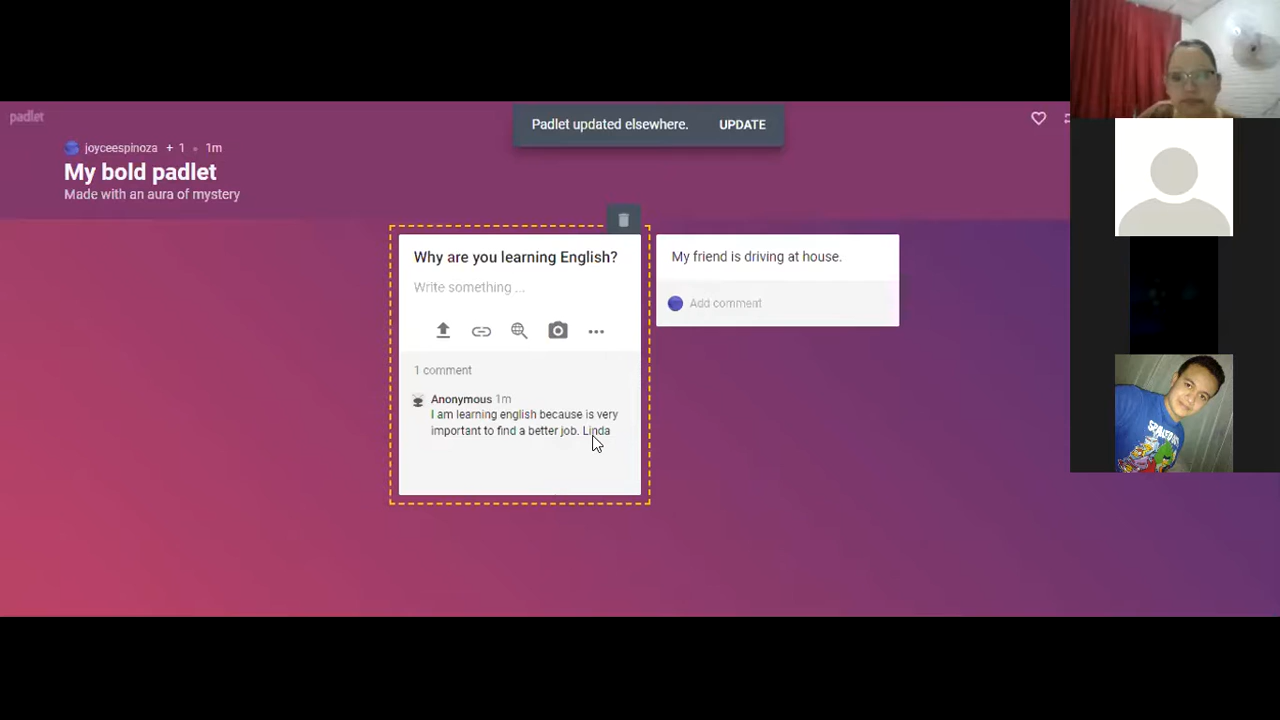 padlet
Padlet updated elsewhere. UPDATE
joyceespinoza + 1 • 1m
My bold padlet
Made with an aura of mystery
Why are you learning English?
Write something ...
1 comment
Anonymous 1m
I am learning english because is very
important to find a better job. Linda
My friend is driving at house.
Add comment